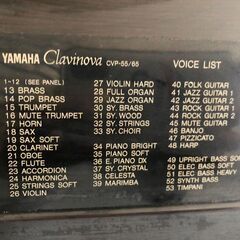 YAMAHA Clavinova CVP-55/65 VOICE LIST
1-12 (SEE PANEL)
13 BRASS
14 POP BRASS
15 TRUMPET
16 MUTE TRUMPET
17 HORN
18 SAX
19 SAX SOFT
20 CLARINET
21 OBOE
22 FLUTE
23 ACCORDION
24 HARMONICA
25 STRINGS SOFT
26 VIOLIN
27 VIOLIN HARD
28 FULL ORGAN
29 JAZZ ORGAN
30 SY. BRASS
31 SY. WOOD
32 SY. STRINGS
33 SY. CHOIR
34 PIANO BRIGHT
35 PIANO SOFT
36 E. PIANO DX
37 SY. CRYSTAL
38 CELESTA
39 MARIMBA
40 FOLK GUITAR
41 JAZZ GUITAR 1
42 JAZZ GUITAR 2
43 ROCK GUITAR 1
44 ROCK GUITAR 2
45 MUTE GUITAR
46 BANJO
47 PIZZICATO
48 HARP
49 UPRIGHT BASS SOFT
50 ELEC BASS SOFT
51 ELEC BASS HEAVY
52 SYNTH BASS
53 TIMPANI